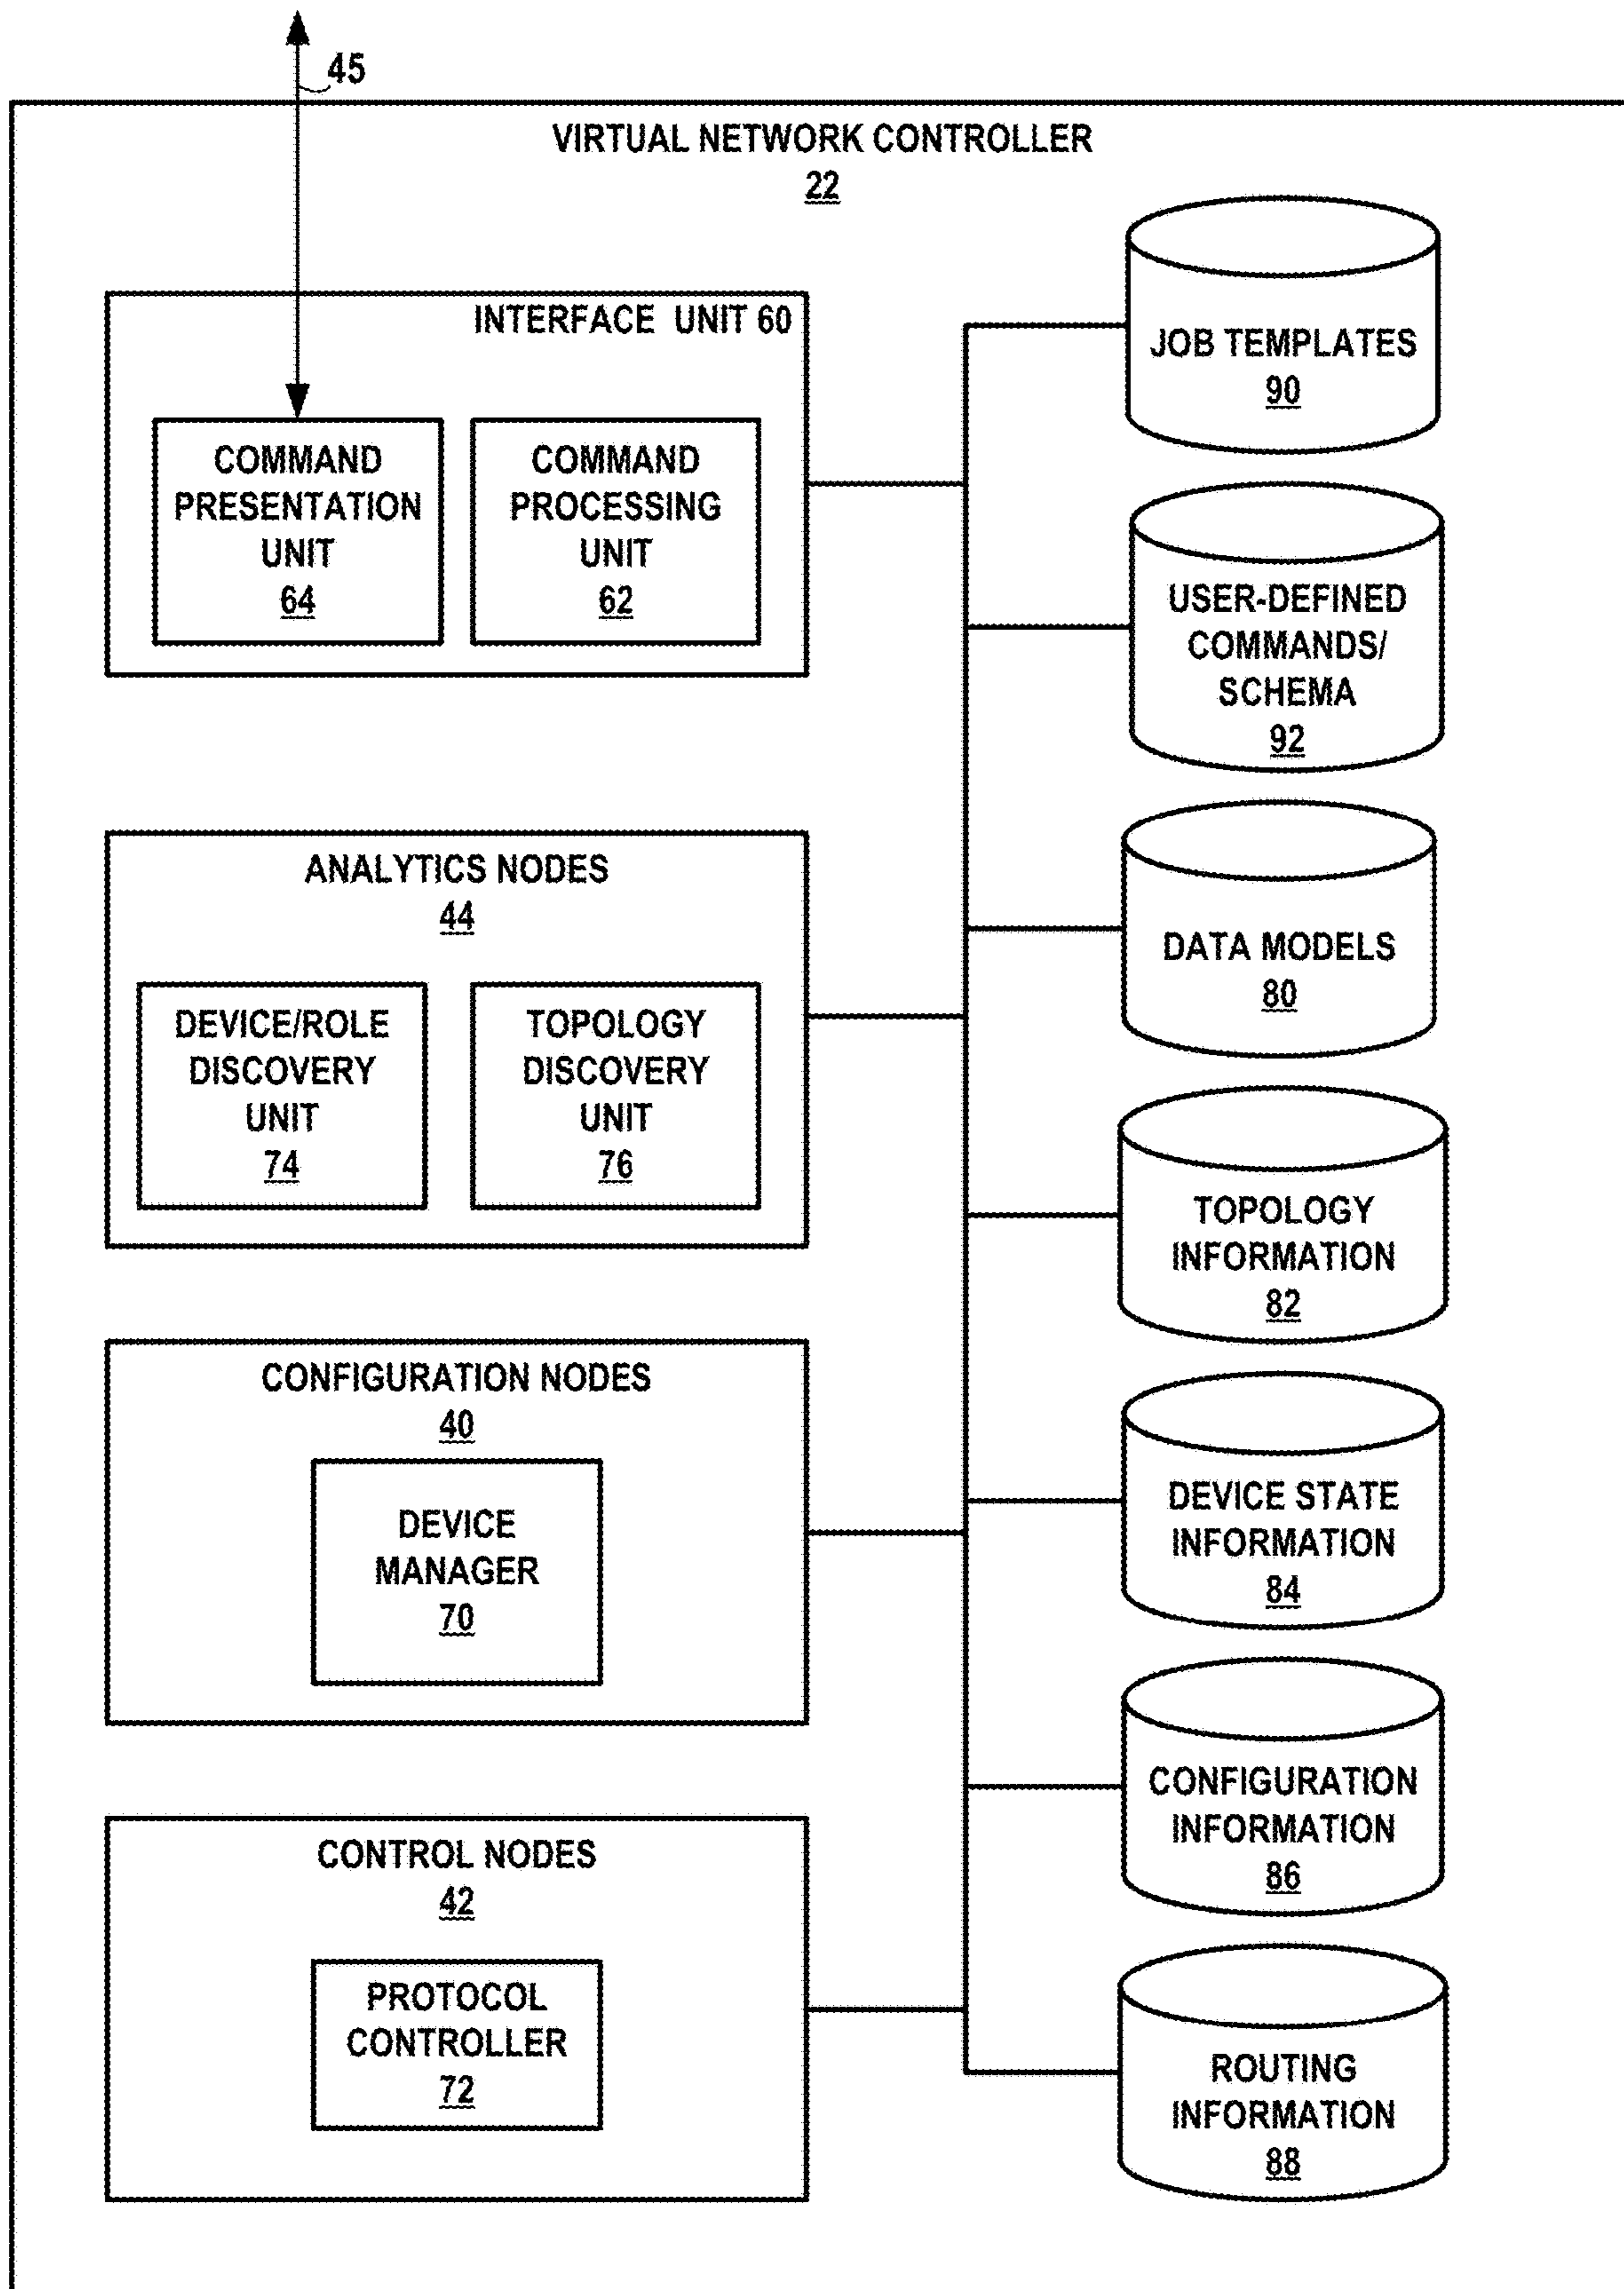 45
VIRTUAL NETWORK CONTROLLER
22
INTERFACE UNIT 60
COMMAND
PRESENTATION
UNIT
64
COMMAND
PROCESSING
UNIT
62
ANALYTICS NODES
44
DEVICE/ROLE
DISCOVERY
UNIT
74
TOPOLOGY
DISCOVERY
UNIT
76
CONFIGURATION NODES
40
DEVICE
MANAGER
70
CONTROL NODES
42
PROTOCOL
CONTROLLER
72
JOB TEMPLATES
90
USER-DEFINED
COMMANDS/
SCHEMA
92
DATA MODELS
80
TOPOLOGY
INFORMATION
82
DEVICE STATE
INFORMATION
84
CONFIGURATION
INFORMATION
86
ROUTING
INFORMATION
88